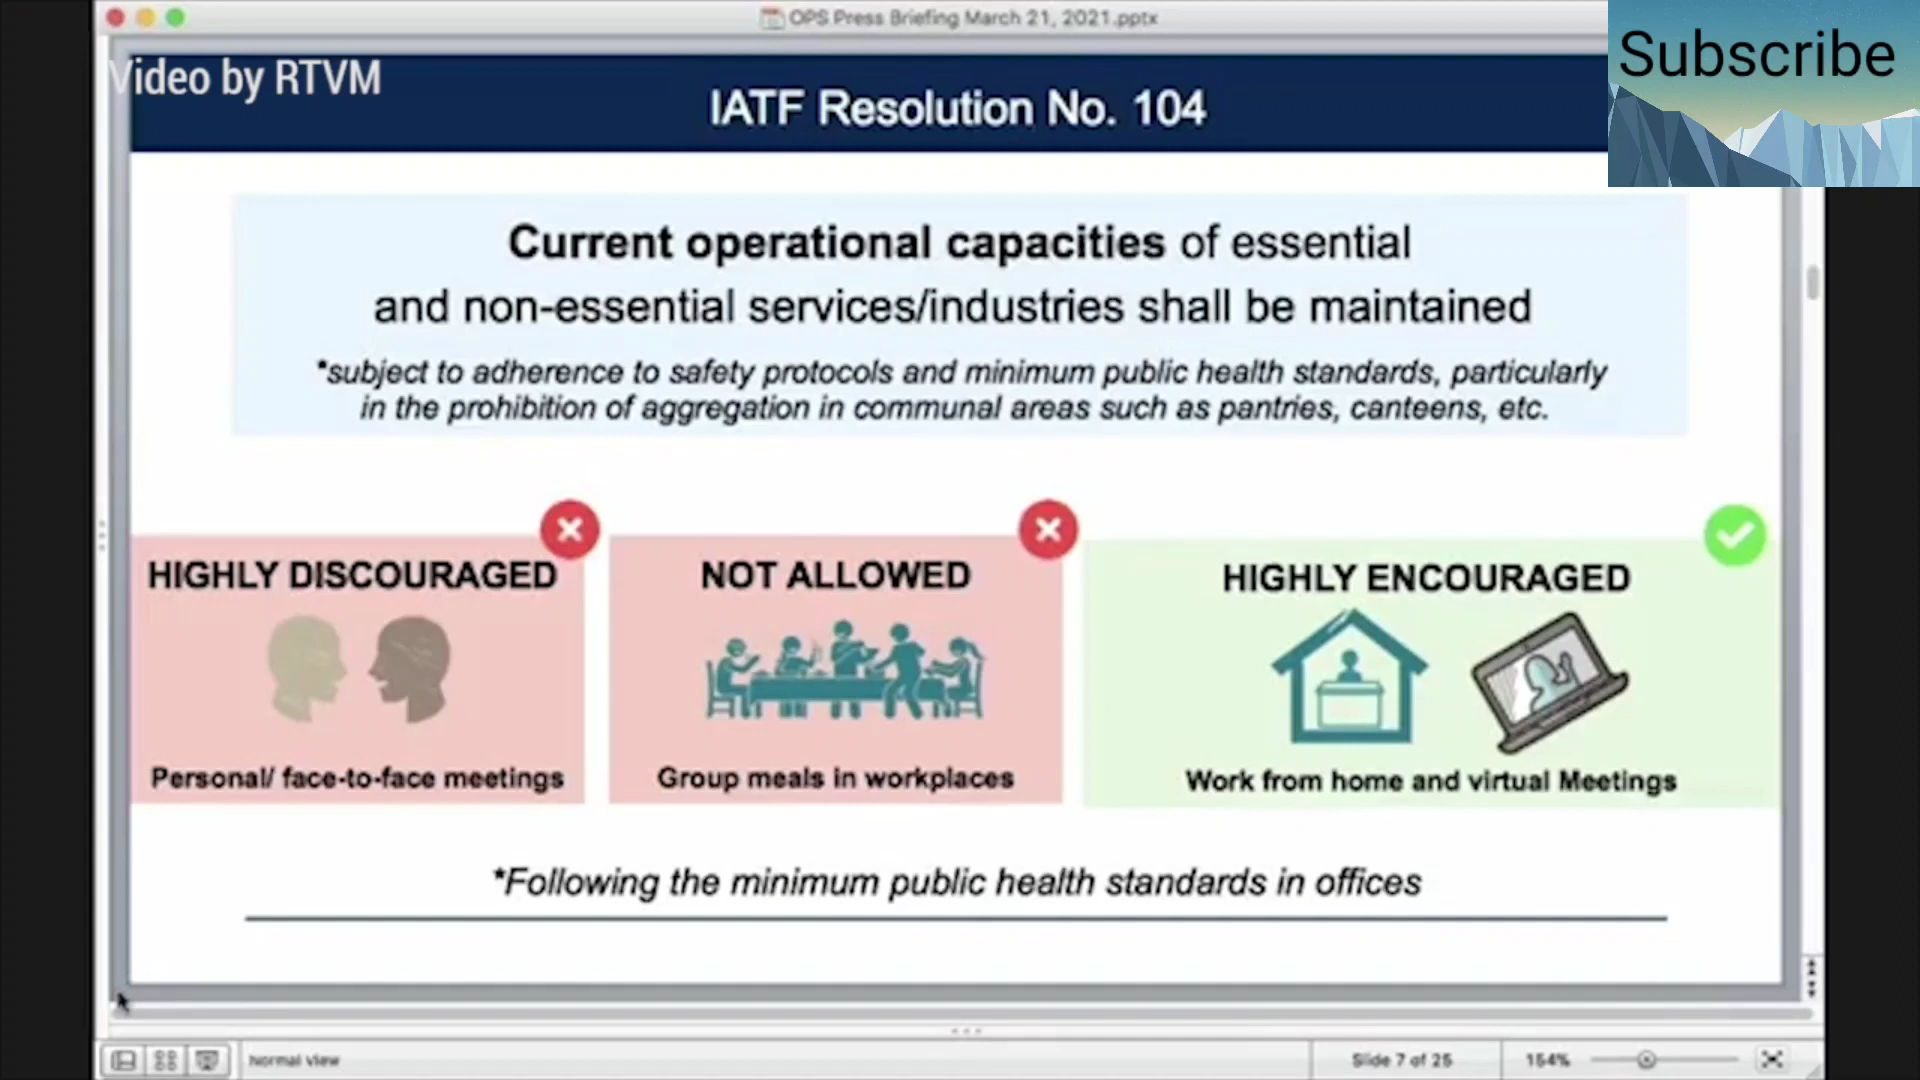 OPS Press Briefing March 21, 2021.pptx
Video by RTVM
Subscribe
IATF Resolution No. 104
Current operational capacities of essential
and non-essential services/industries shall be maintained
*subject to adherence to safety protocols and minimum public health standards, particularly
in the prohibition of aggregation in communal areas such as pantries, canteens, etc.
HIGHLY DISCOURAGED
Personal/ face-to-face meetings
NOT ALLOWED
Group meals in workplaces
HIGHLY ENCOURAGED
Work from home and virtual Meetings
*Following the minimum public health standards in offices
Normal View
Slide 7 of 25
154%